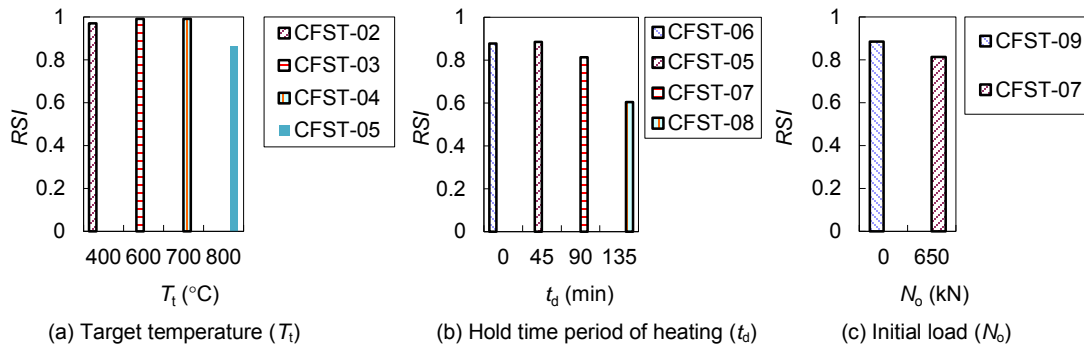 RSI
1
0.8
0.6
0.4
0.2
0
400 600 700 800
Tt (°C)
CFST-02
CFST-03
CFST-04
CFST-05
(a) Target temperature (Tt)
RSI
1
0.8
0.6
0.4
0.2
0
0 45 90 135
td (min)
CFST-06
CFST-05
CFST-07
CFST-08
(b) Hold time period of heating (td)
RSI
1
0.8
0.6
0.4
0.2
0
0 650
No (kN)
CFST-09
CFST-07
(c) Initial load (No)